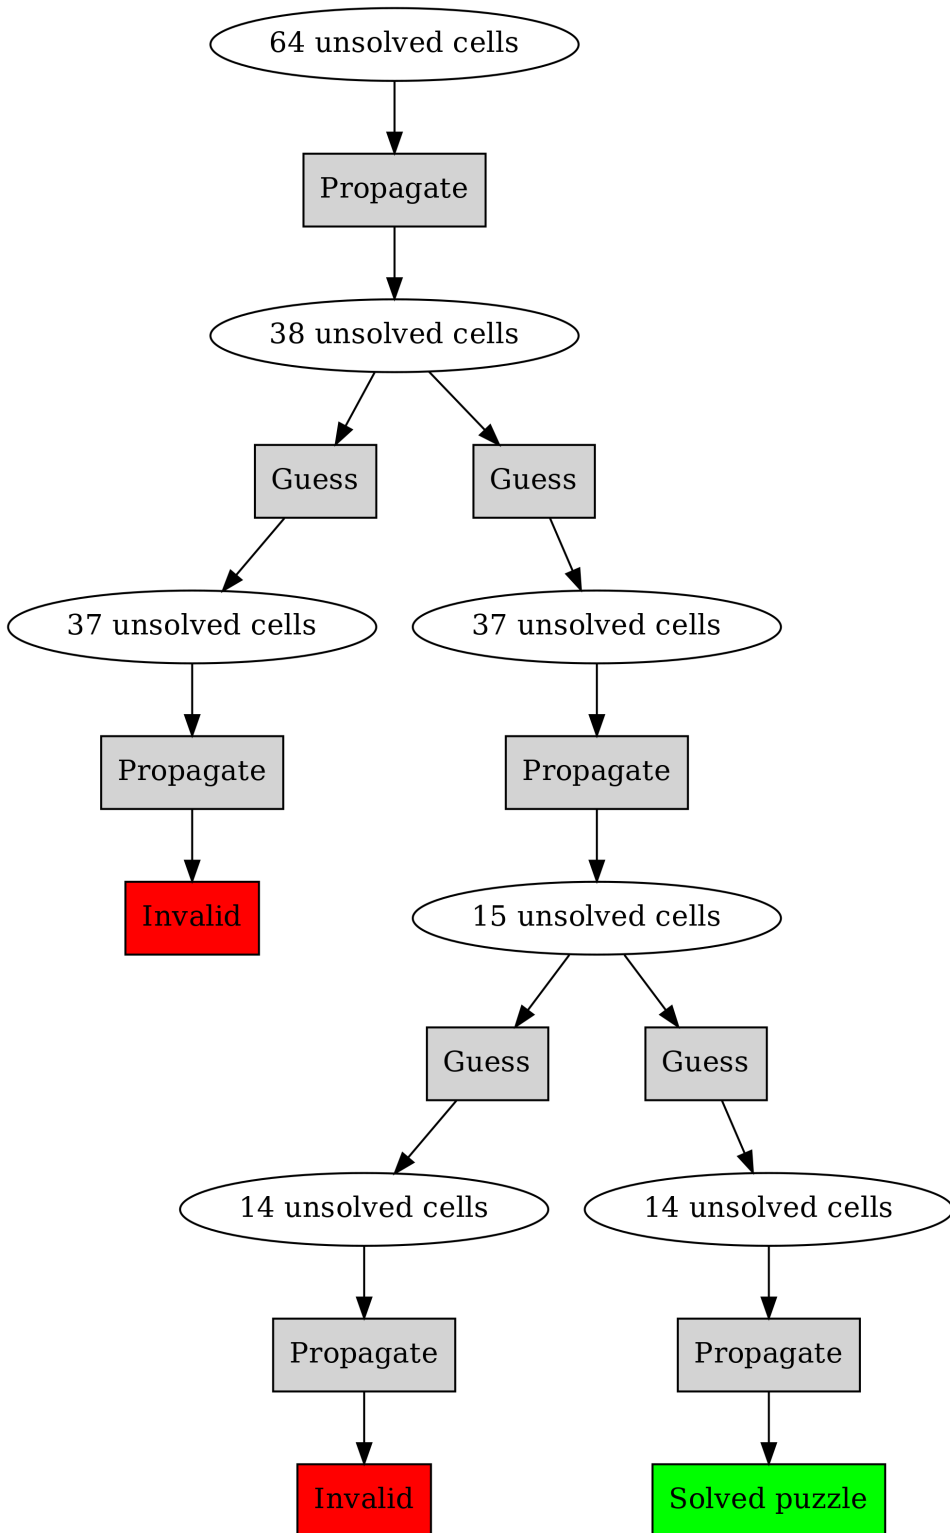 64 unsolved cells
Propagate
38 unsolved cells
Guess
Guess
37 unsolved cells
37 unsolved cells
Propagate
Propagate
Invalid
15 unsolved cells
Guess
Guess
14 unsolved cells
14 unsolved cells
Propagate
Propagate
Invalid
Solved puzzle